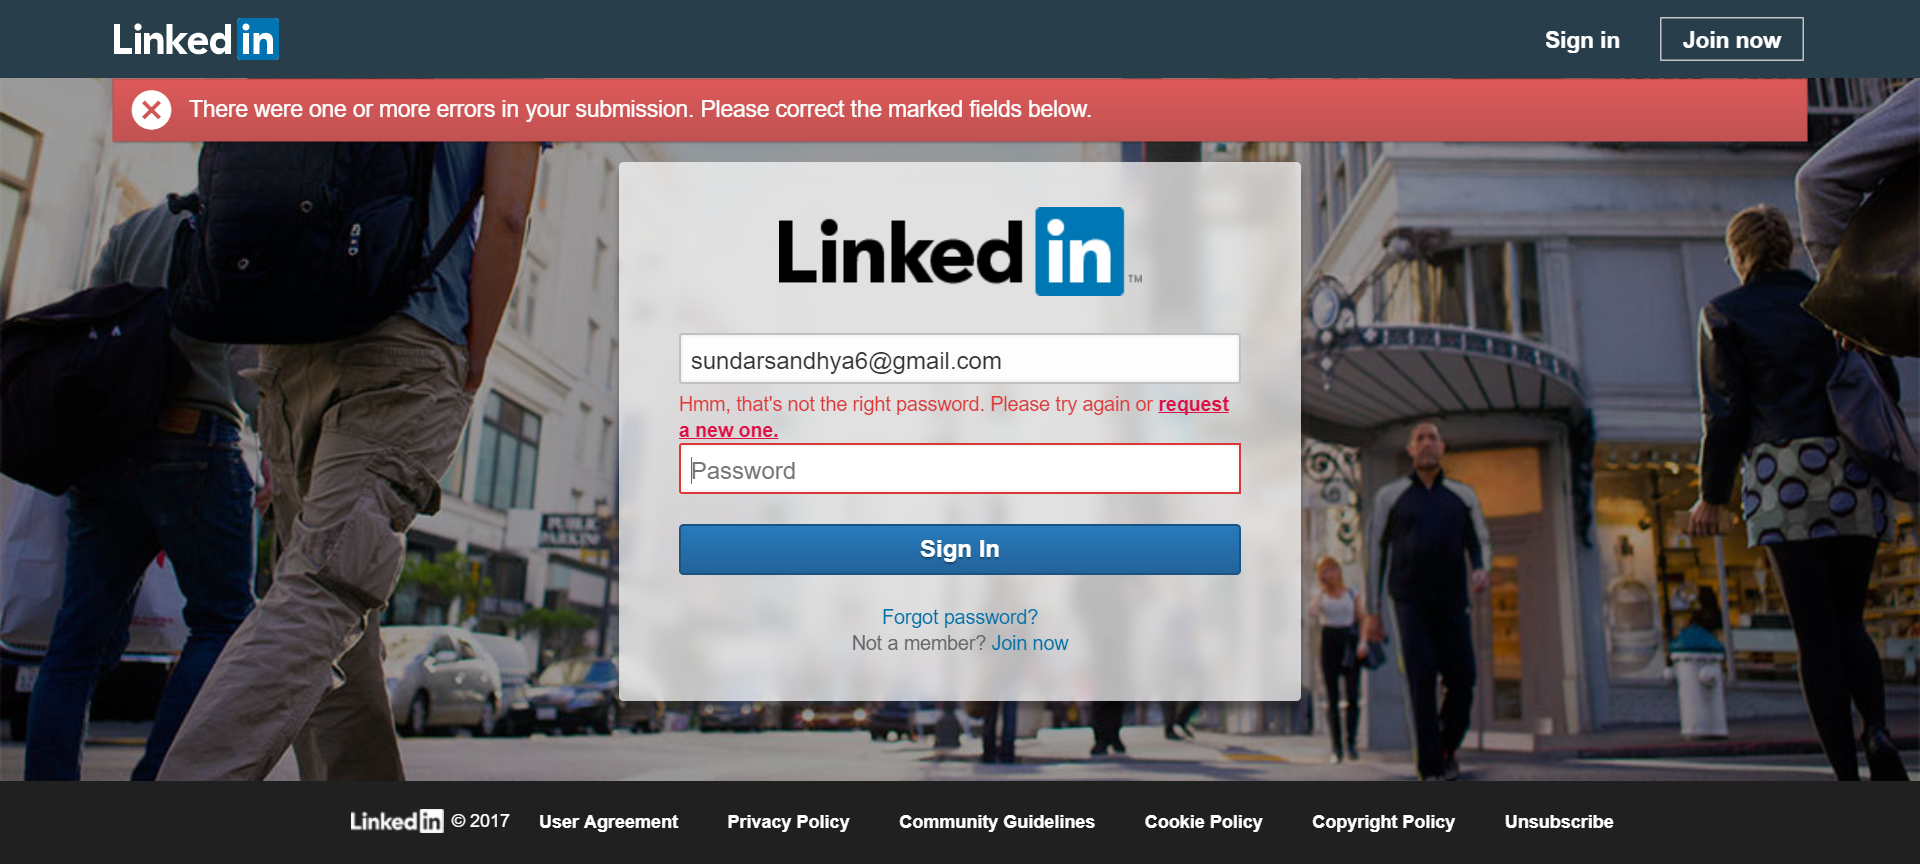 Linked in
Sign in
Join now
There were one or more errors in your submission. Please correct the marked fields below.
Linked in ™
sundarsandhya6@gmail.com
Hmm, that's not the right password. Please try again or request
a new one.
Password
Sign In
Forgot password?
Not a member? Join now
PUBLIC
PARKING
Linked in © 2017
User Agreement
Privacy Policy
Community Guidelines
Cookie Policy
Copyright Policy
Unsubscribe